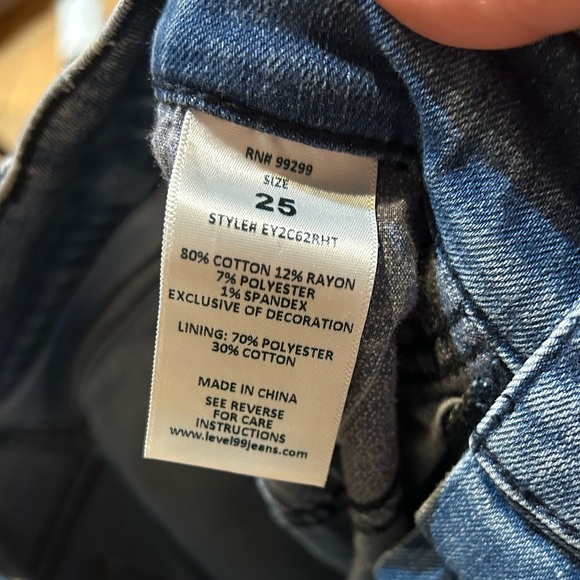 RN# 99299
SIZE
25
STYLE# EY2C62RHT
80% COTTON 12% RAYON
7% POLYESTER
1% SPANDEX
EXCLUSIVE OF DECORATION
LINING: 70% POLYESTER
30% COTTON
MADE IN CHINA
SEE REVERSE
FOR CARE
INSTRUCTIONS
www.level99jeans.com